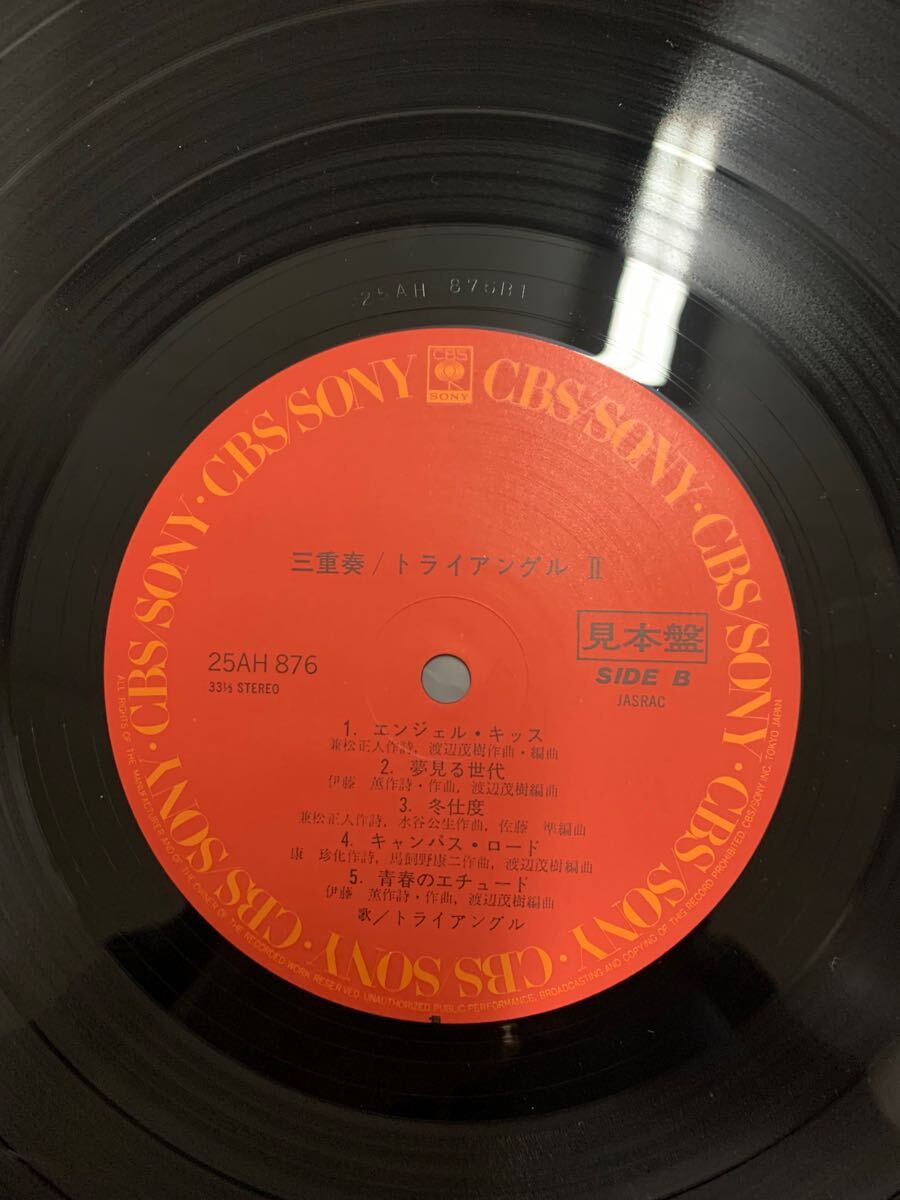 25AH 876B1
CBS
SONY
CBS/SONY · CBS/SONY · CBS/SONY · CBS/SONY · CBS/SONY · CBS/SONY · CBS/SONY ·
三重奏/トライアングル II
見本盤
25AH 876
SIDE B
33⅓ STEREO
JASRAC
1. エンジェル・キッス
兼松正人作詩, 渡辺茂樹作曲・編曲
2. 夢見る世代
伊藤 薫作詩・作曲, 渡辺茂樹編曲
3. 冬仕度
兼松正人作詩, 水谷公生作曲, 佐藤 準編曲
4. キャンパス・ロード
康 珍化作詩, 馬飼野康二作曲, 渡辺茂樹編曲
5. 青春のエチュード
伊藤 薫作詩・作曲, 渡辺茂樹編曲
歌/トライアングル
ALL RIGHTS OF THE MANUFACTURER AND OF THE OWNERS OF THE RECORDED WORK RESERVED. UNAUTHORIZED PUBLIC PERFORMANCE, BROADCASTING AND COPYING OF THIS RECORD PROHIBITED. CBS/SONY INC. TOKYO JAPAN